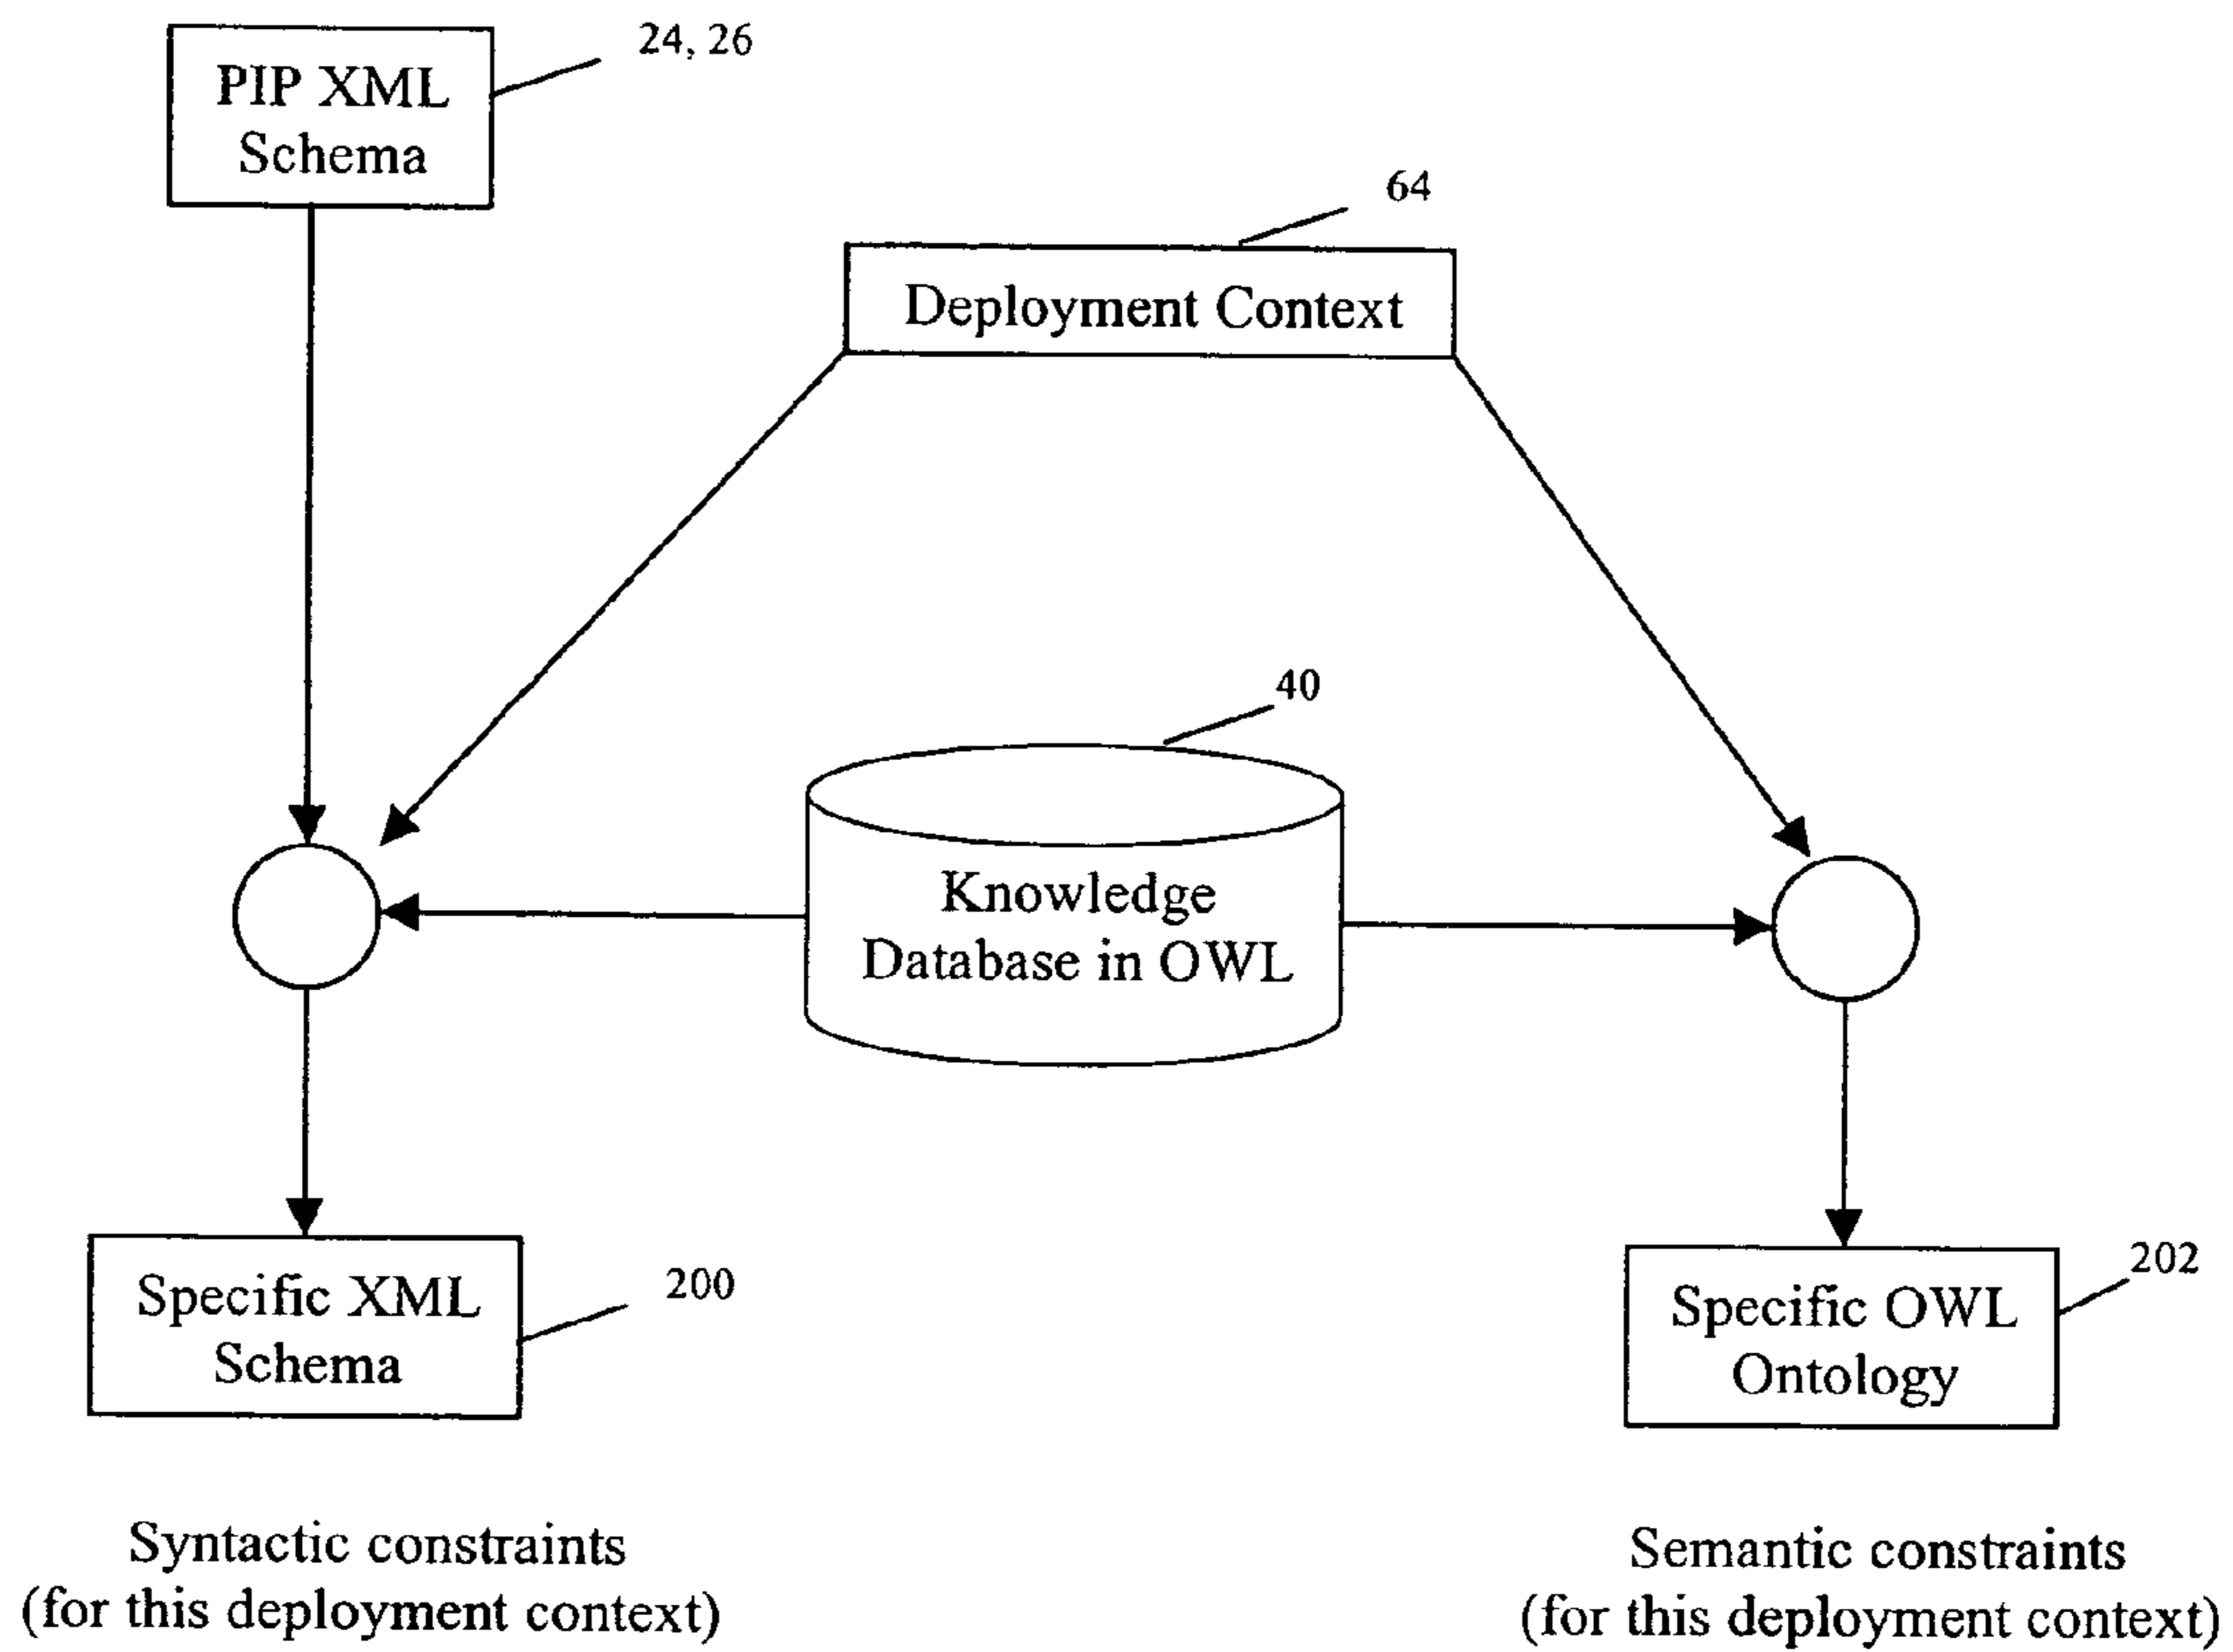 24, 26
PIP XML
Schema
64
Deployment Context
40
Knowledge
Database in OWL
Specific XML
Schema
200
Specific OWL
Ontology
202
Syntactic constraints
(for this deployment context)
Semantic constraints
(for this deployment context)